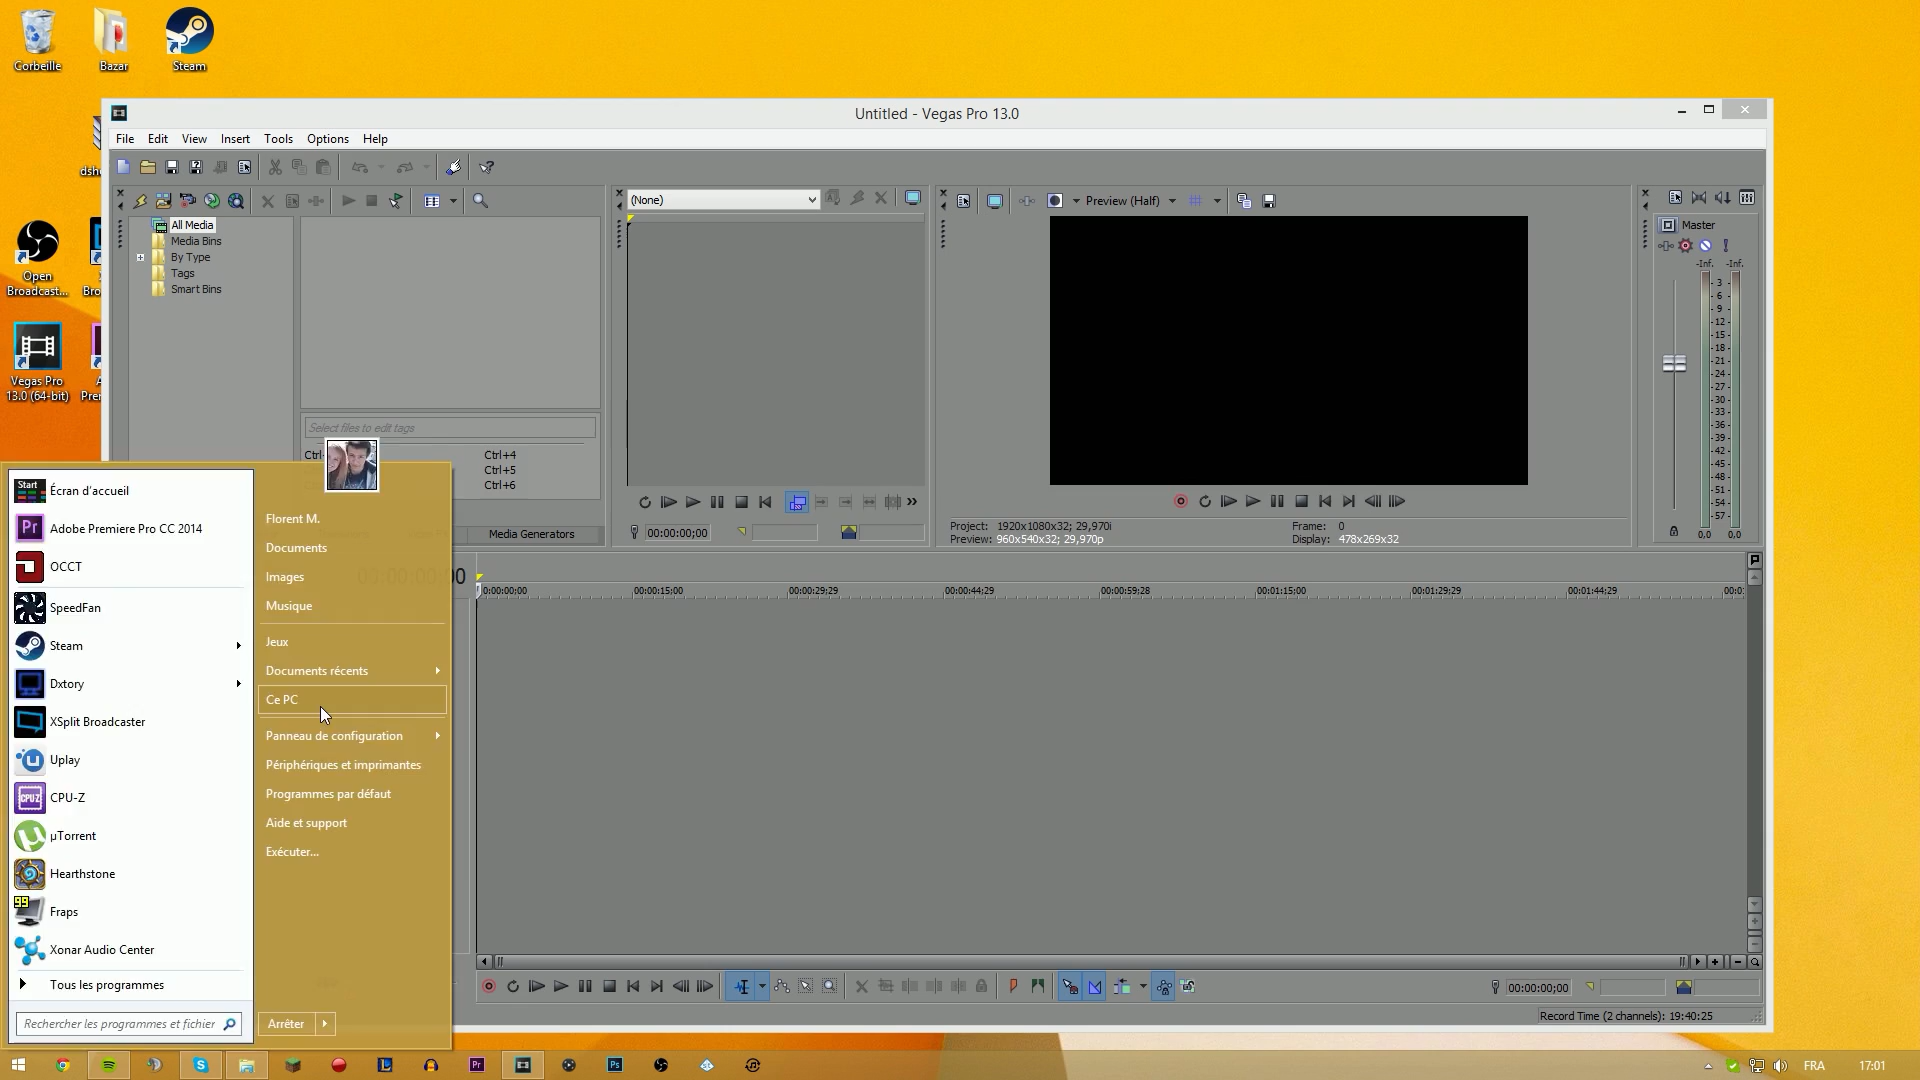 Corbeille
Bazar
Steam
Open
Broadcast...
Vegas Pro
13.0 (64-bit)
Untitled - Vegas Pro 13.0
File Edit View Insert Tools Options Help
All Media
Media Bins
By Type
Tags
Smart Bins
Select files to edit tags
Ctrl+4
Ctrl+5
Ctrl+6
Media Generators
(None)
00:00:00;00
Preview (Half)
Project: 1920x1080x32; 29,970i
Preview: 960x540x32; 29,970p
Frame: 0
Display: 478x269x32
Master
-Inf. -Inf.
3
6
9
12
15
18
21
24
27
30
33
36
39
42
45
48
51
54
57
0,0 0,0
00:00:00;00
0:00:00;00 00:00:15;00 00:00:29;29 00:00:44;29 00:00:59;28 00:01:15;00 00:01:29;29 00:01:44;29 00:0
00:00:00;00
Record Time (2 channels): 19:40:25
Start
Écran d'accueil
Pr
Adobe Premiere Pro CC 2014
OCCT
SpeedFan
Steam
Dxtory
XSplit Broadcaster
Uplay
CPU-Z
µTorrent
Hearthstone
99
Fraps
Xonar Audio Center
Tous les programmes
Rechercher les programmes et fichier
Florent M.
Documents
Images
Musique
Jeux
Documents récents
Ce PC
Panneau de configuration
Périphériques et imprimantes
Programmes par défaut
Aide et support
Exécuter...
Arrêter
Pr
Ps
FRA
17:01